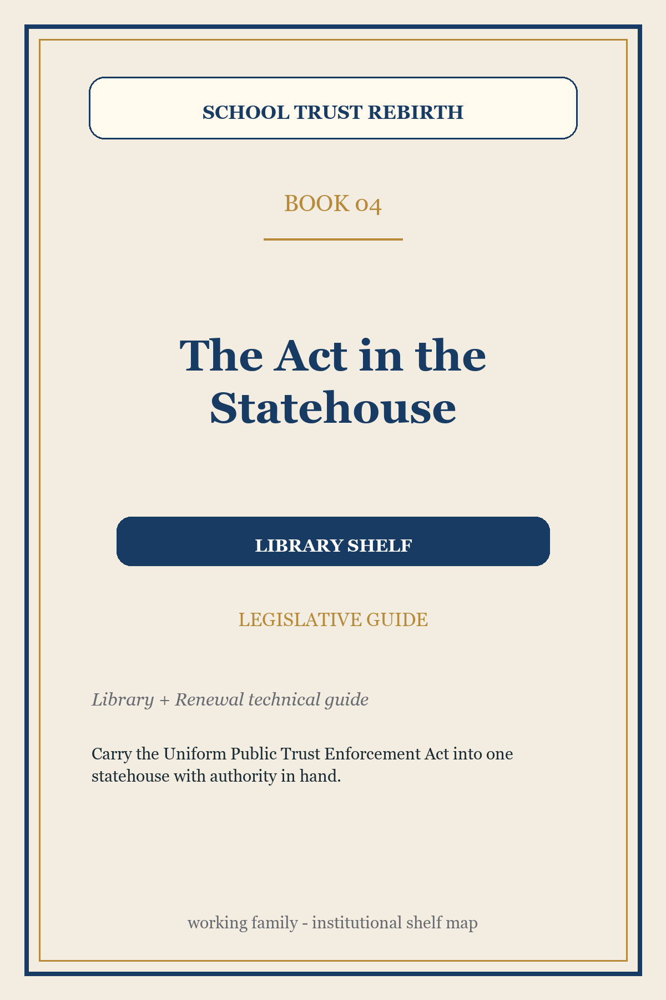 SCHOOL TRUST REBIRTH
BOOK 04
The Act in the
Statehouse
LIBRARY SHELF
LEGISLATIVE GUIDE
Library + Renewal technical guide
Carry the Uniform Public Trust Enforcement Act into one
statehouse with authority in hand.
working family - institutional shelf map